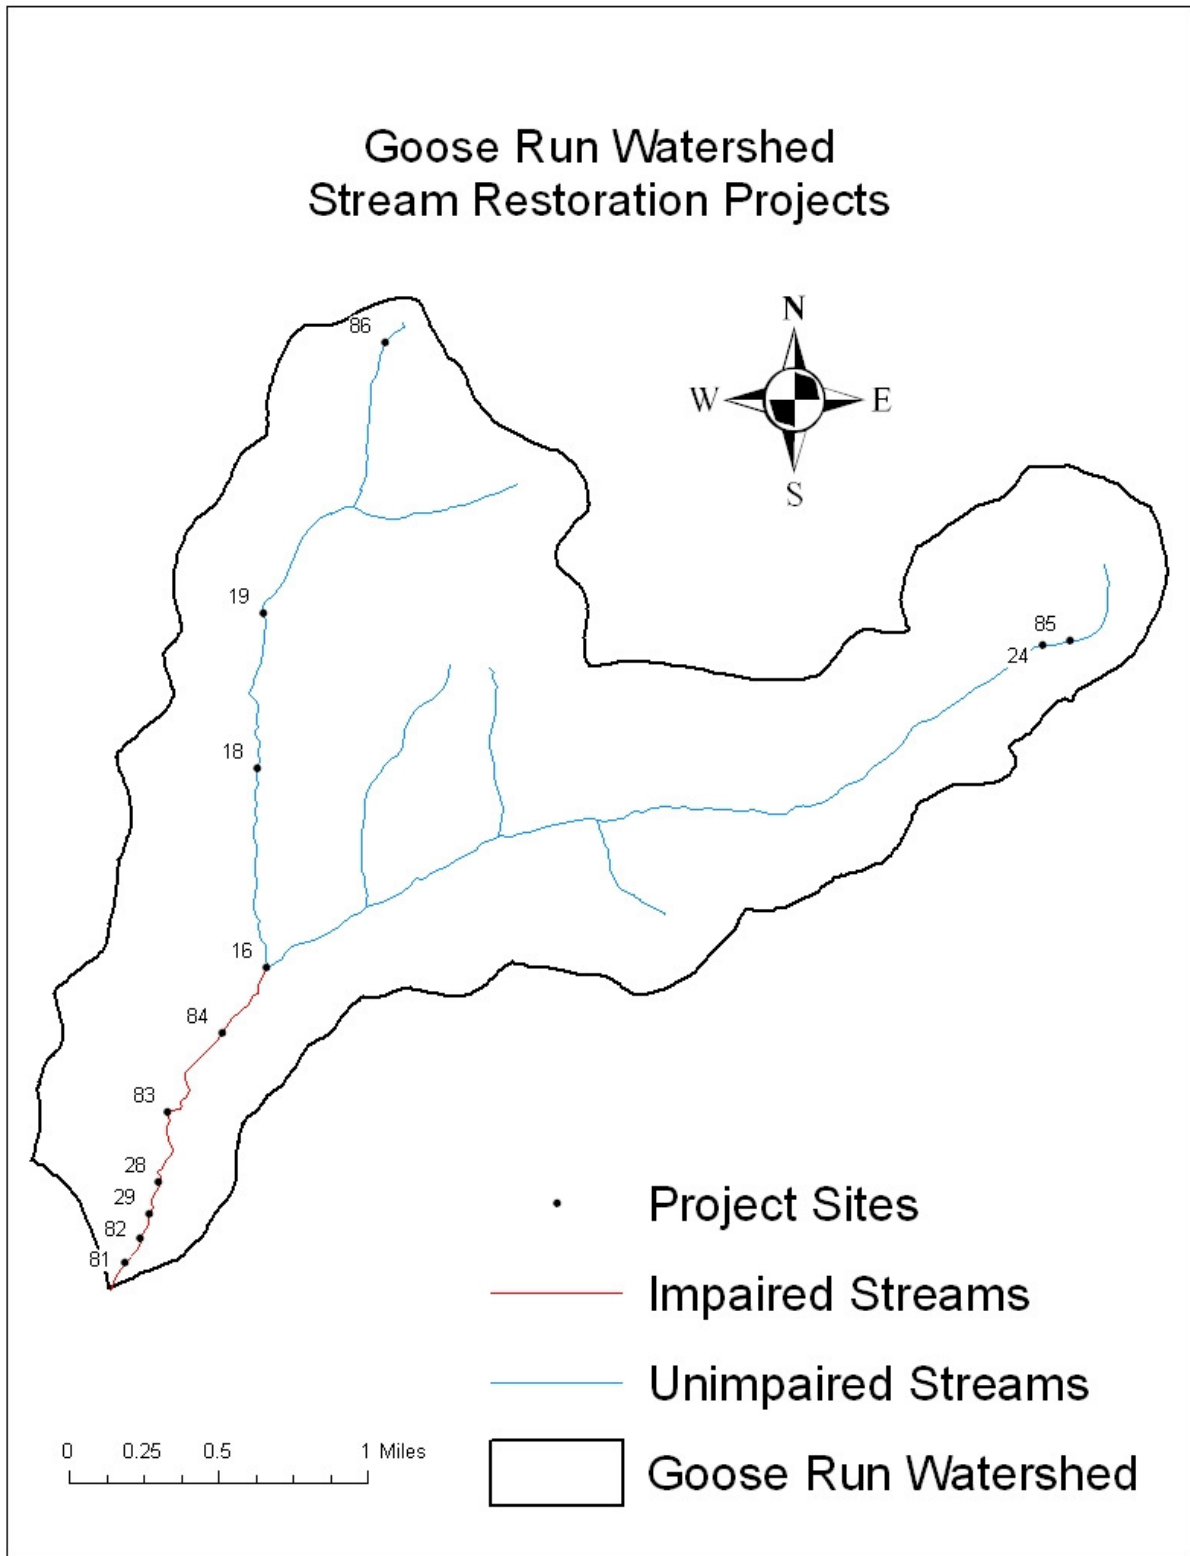 Goose Run Watershed
Stream Restoration Projects
N
W E
S
86
19
85
24
18
16
84
83
28
29
82
81
Project Sites
Impaired Streams
Unimpaired Streams
Goose Run Watershed
0 0.25 0.5 1 Miles